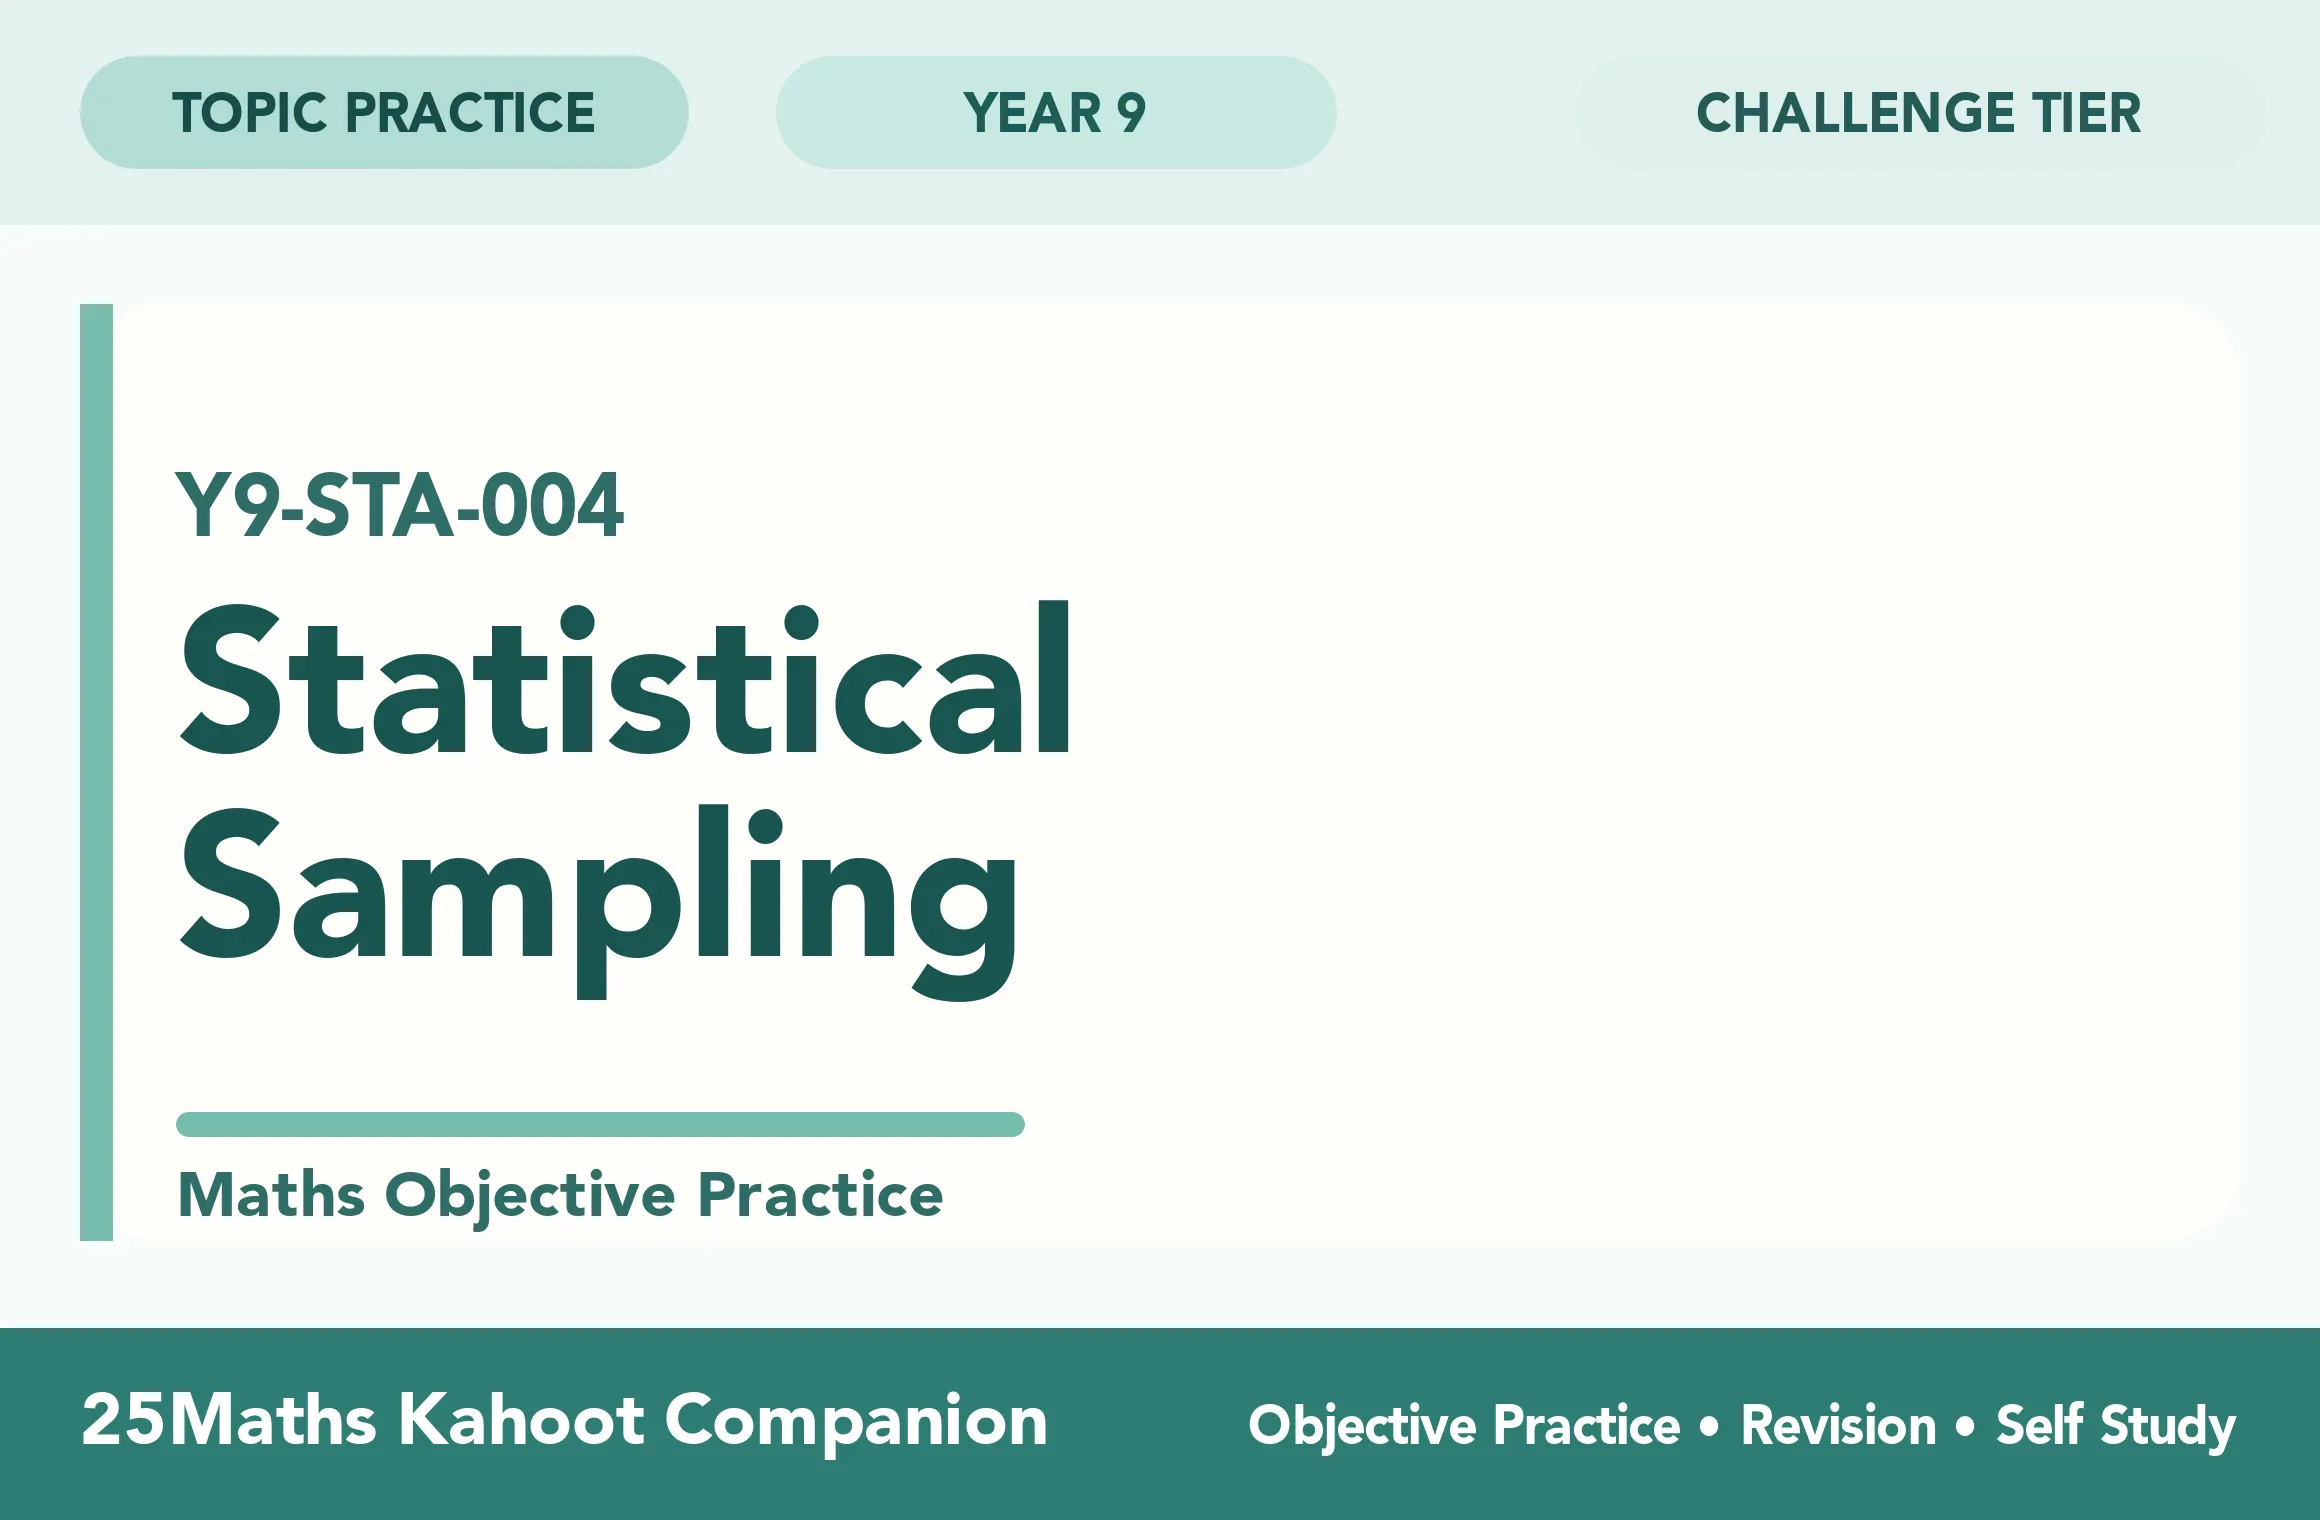 TOPIC PRACTICE
YEAR 9
CHALLENGE TIER
Y9-STA-004
Statistical
Sampling
Maths Objective Practice
25Maths Kahoot Companion
Objective Practice • Revision • Self Study